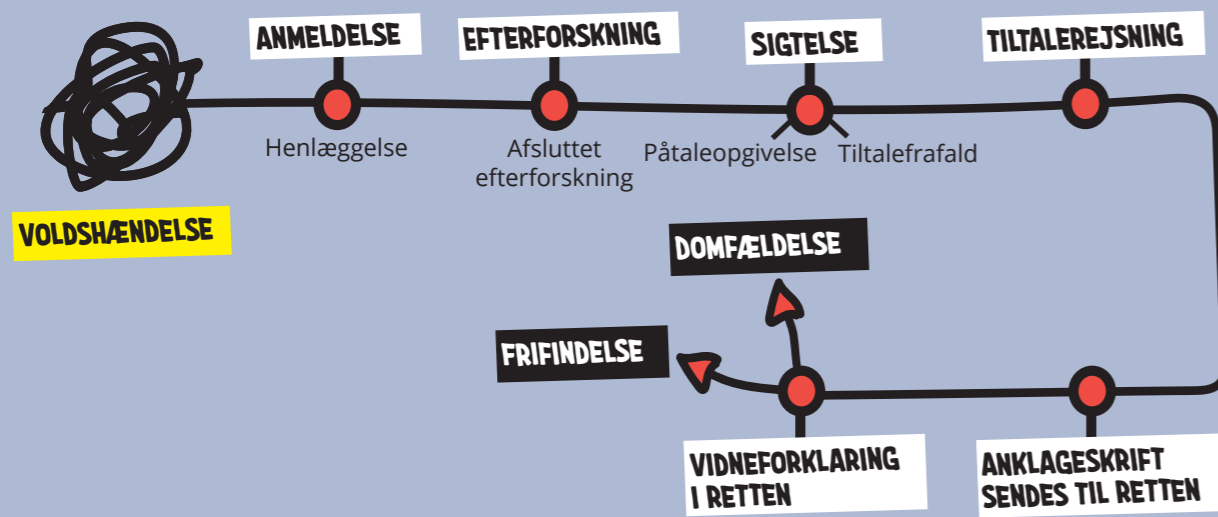 ANMELDELSE
EFTERFORSKNING
SIGTELSE
TILTALEREJSNING
Henlæggelse
Afsluttet
efterforskning
Påtaleopgivelse
Tiltalefrafald
VOLDSHÆNDELSE
DOMFÆLDELSE
FRIFINDELSE
VIDNEFORKLARING
I RETTEN
ANKLAGESKRIFT
SENDES TIL RETTEN